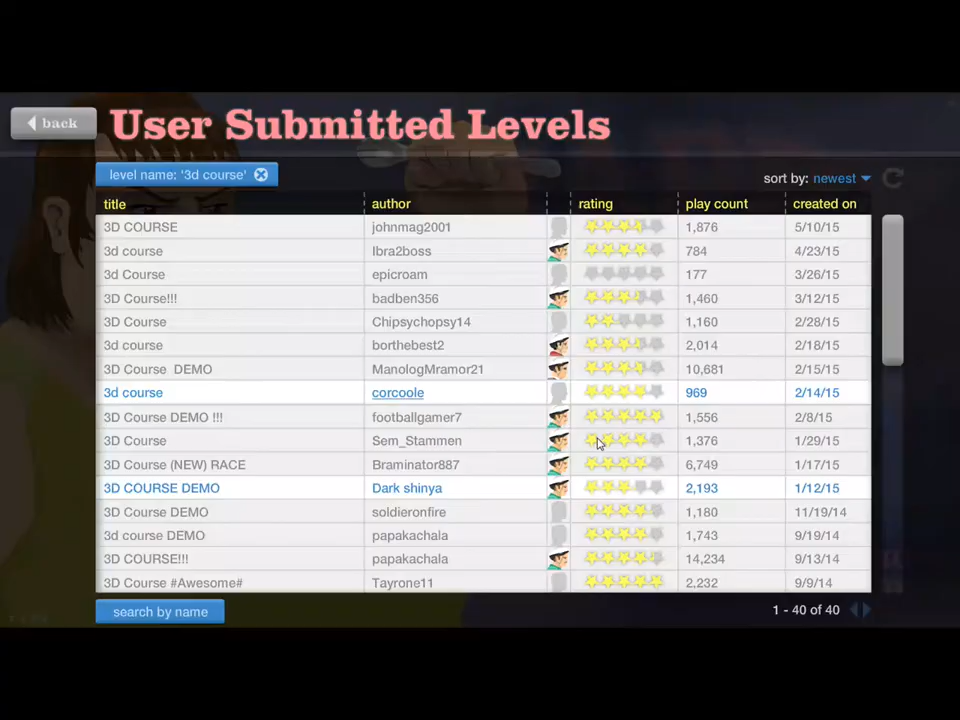 back
User Submitted Levels
level name: '3d course'
sort by: newest
title author rating play count created on
3D COURSE johnmag2001 1,876 5/10/15
3d course Ibra2boss 784 4/23/15
3d Course epicroam 177 3/26/15
3D Course!!! badben356 1,460 3/12/15
3D Course Chipsychopsy14 1,160 2/28/15
3d course borthebest2 2,014 2/18/15
3D Course  DEMO ManologMramor21 10,681 2/15/15
3d course corcoole 969 2/14/15
3D Course DEMO !!! footballgamer7 1,556 2/8/15
3D Course Sem_Stammen 1,376 1/29/15
3D Course (NEW) RACE Braminator887 6,749 1/17/15
3D COURSE DEMO Dark shinya 2,193 1/12/15
3D Course DEMO soldieronfire 1,180 11/19/14
3d course DEMO papakachala 1,743 9/19/14
3D COURSE!!! papakachala 14,234 9/13/14
3D Course #Awesome# Tayrone11 2,232 9/9/14
search by name
1 - 40 of 40